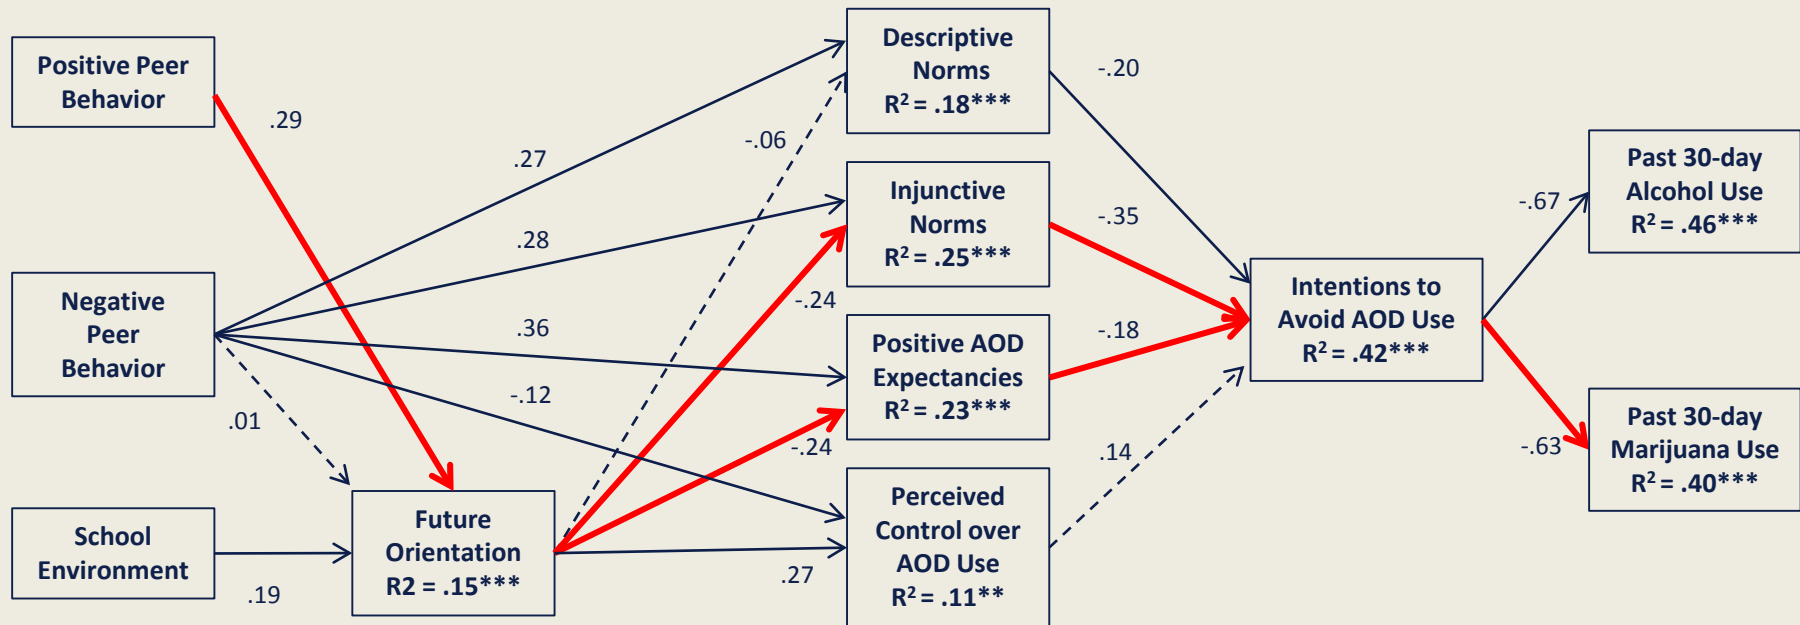 Positive Peer
Behavior
.29
Negative
Peer
Behavior
.01
School
Environment
.19
Future
Orientation
R2 = .15***
.27
.28
.36
-.12
-.06
-.24
-.24
.27
Descriptive
Norms
R² = .18***
Injunctive
Norms
R² = .25***
Positive AOD
Expectancies
R² = .23***
Perceived
Control over
AOD Use
R² = .11**
-.20
-.35
-.18
.14
Intentions to
Avoid AOD Use
R² = .42***
-.67
-.63
Past 30-day
Alcohol Use
R² = .46***
Past 30-day
Marijuana Use
R² = .40***